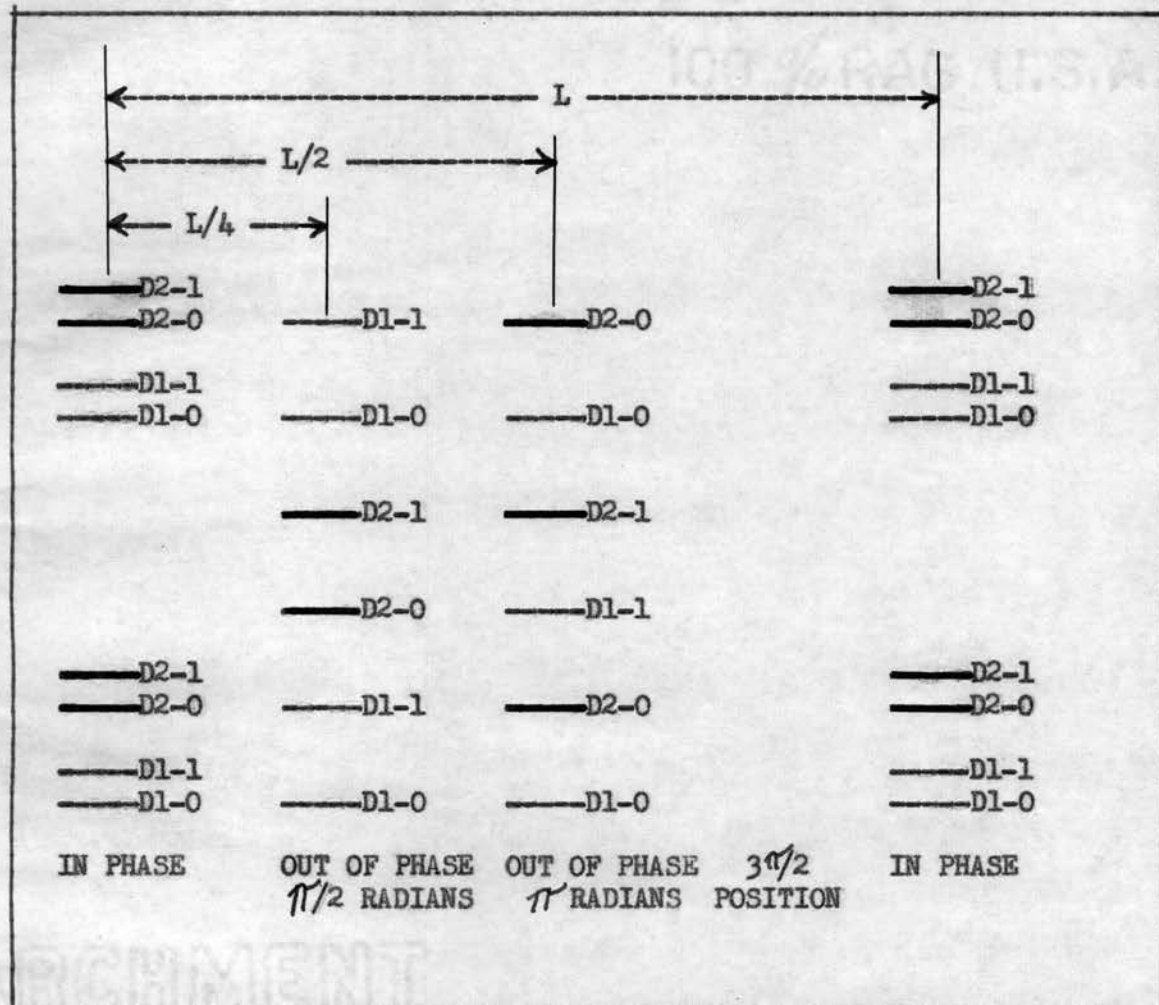 L
L/2
L/4
D2-1 D2-1
D2-0 D1-1 D2-0 D2-0
D1-1 D1-1
D1-0 D1-0 D1-0 D1-0
D2-1 D2-1
D2-0 D1-1
D2-1 D2-1
D2-0 D1-1 D2-0 D2-0
D1-1 D1-1
D1-0 D1-0 D1-0 D1-0
IN PHASE OUT OF PHASE OUT OF PHASE 3π/2 IN PHASE
π/2 RADIANS π RADIANS POSITION